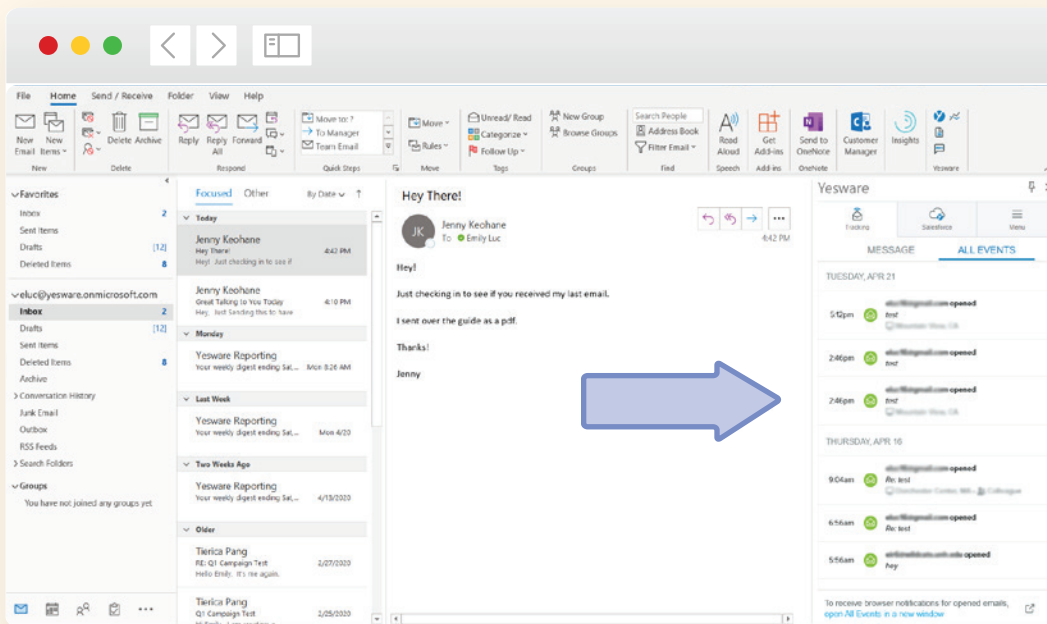 File Home Send / Receive Folder View Help
New Email
New Items
Delete Archive
Reply Reply All Forward
Move to: ?
To Manager
Team Email
Move
Rules
Unread/ Read
Categorize
Follow Up
New Group
Browse Groups
Search People
Address Book
Filter Email
Read Aloud
Get Add-ins
Send to OneNote
Customer Manager
Insights
New Delete Respond Quick Steps Move Tags Groups Find Speech Add-ins OneNote Yesware
Favorites
Inbox 2
Sent Items
Drafts [12]
Deleted Items 8
eluc@yesware.onmicrosoft.com
Inbox 2
Drafts [12]
Sent Items
Deleted Items 8
Archive
Conversation History
Junk Email
Outbox
RSS Feeds
Search Folders
Groups
You have not joined any groups yet
Focused Other By Date
Today
Jenny Keohane
Hey There! 4:42 PM
Hey! Just checking in to see if
Jenny Keohane
Great Talking to You Today 4:10 PM
Hey, Just Sending this to have
Monday
Yesware Reporting
Your weekly digest ending Sat,... Mon 8:26 AM
Last Week
Yesware Reporting
Your weekly digest ending Sat,... Mon 4/20
Two Weeks Ago
Yesware Reporting
Your weekly digest ending Sat,... 4/13/2020
Older
Tierica Pang
RE: Q1 Campaign Test 2/27/2020
Hello Emily, It's me again.
Tierica Pang
Q1 Campaign Test 2/25/2020
Hey There!
JK
Jenny Keohane
To Emily Luc
4:42 PM
Hey!
Just checking in to see if you received my last email.
I sent over the guide as a pdf.
Thanks!
Jenny
Yesware
Tracking Salesforce Menu
MESSAGE ALL EVENTS
TUESDAY, APR 21
opened
5:12pm test
opened
2:46pm test
opened
2:46pm test
THURSDAY, APR 16
opened
9:04am Re: test
opened
6:56am Re: test
opened
5:56am hey
To receive browser notifications for opened emails,
open All Events in a new window